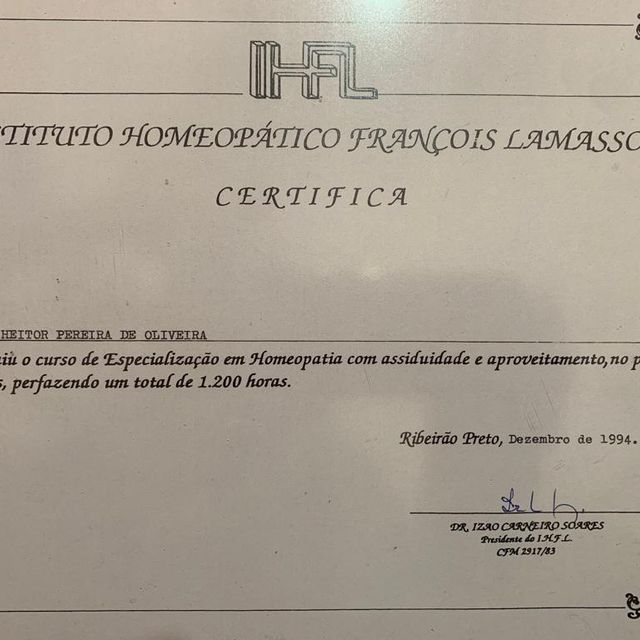 IHFL
STITUTO HOMEOPÁTICO FRANÇOIS LAMASSO
CERTIFICA
HEITOR PEREIRA DE OLIVEIRA
iu o curso de Especialização em Homeopatia com assiduidade e aproveitamento, no p
s, perfazendo um total de 1.200 horas.
Ribeirão Preto, Dezembro de 1994.
DR. IZAO CARNEIRO SOARES
Presidente do I.H.F.L.
CFM 2917/83